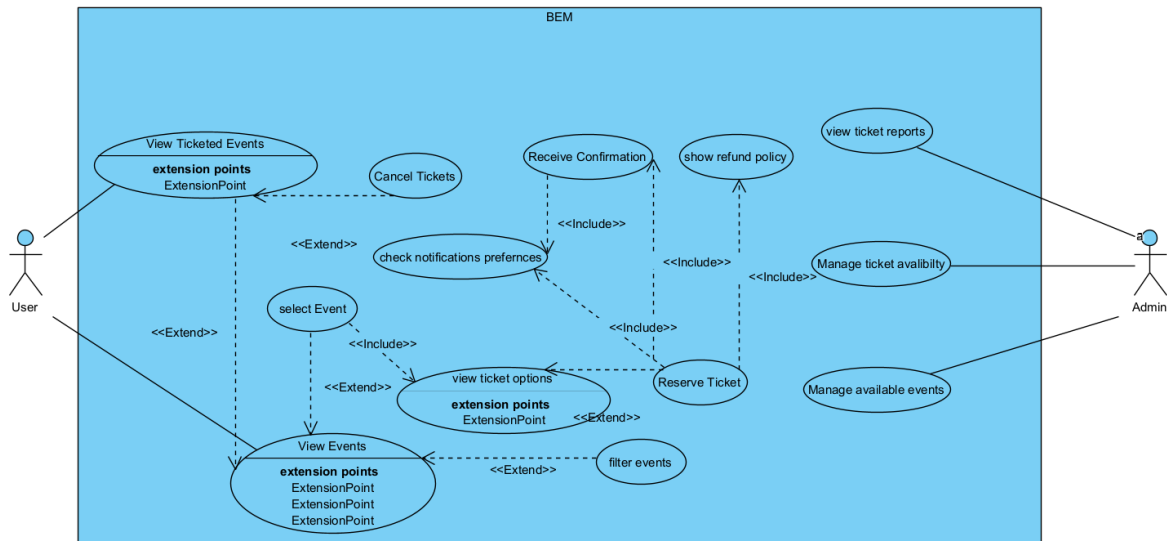 BEM
View Ticketed Events
extension points
ExtensionPoint
Cancel Tickets
Receive Confirmation
show refund policy
view ticket reports
<<Include>>
<<Extend>>
check notifications prefernces
<<Include>>
<<Include>>
a
Manage ticket avalibilty
User
Admin
select Event
<<Extend>>
<<Include>>
<<Include>>
view ticket options
extension points
ExtensionPoint
Reserve Ticket
<<Extend>>
<<Extend>>
Manage available events
View Events
extension points
ExtensionPoint
ExtensionPoint
ExtensionPoint
<<Extend>>
filter events